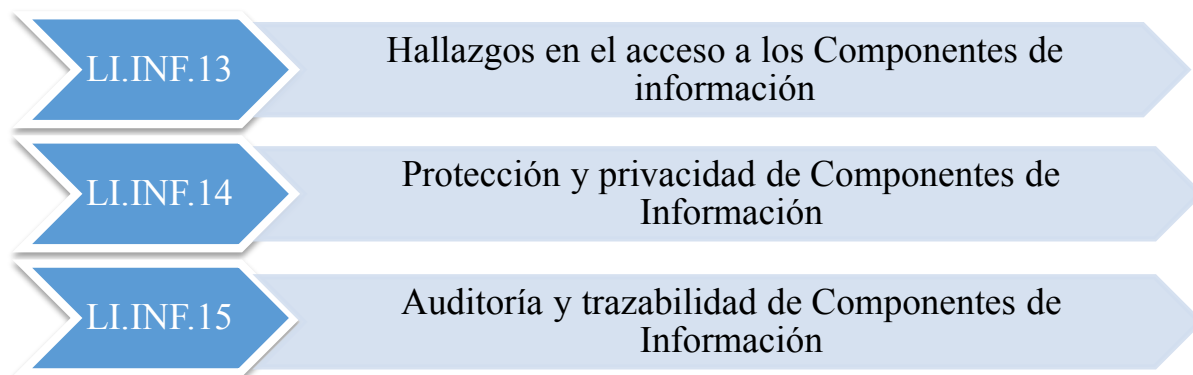 LI.INF.13
Hallazgos en el acceso a los Componentes de
información
LI.INF.14
Protección y privacidad de Componentes de
Información
LI.INF.15
Auditoría y trazabilidad de Componentes de
Información